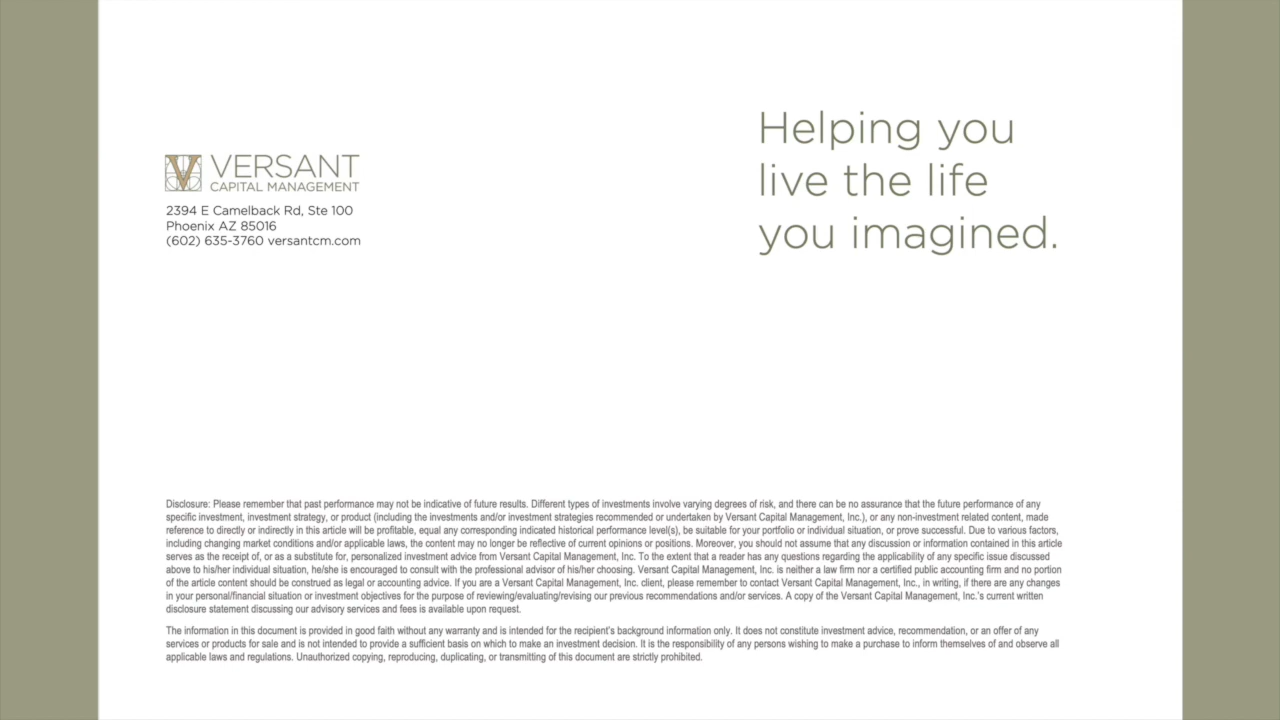 VERSANT
CAPITAL MANAGEMENT
2394 E Camelback Rd, Ste 100
Phoenix AZ 85016
(602) 635-3760 versantcm.com
Helping you
live the life
you imagined.
Disclosure: Please remember that past performance may not be indicative of future results. Different types of investments involve varying degrees of risk, and there can be no assurance that the future performance of any
specific investment, investment strategy, or product (including the investments and/or investment strategies recommended or undertaken by Versant Capital Management, Inc.), or any non-investment related content, made
reference to directly or indirectly in this article will be profitable, equal any corresponding indicated historical performance level(s), be suitable for your portfolio or individual situation, or prove successful. Due to various factors,
including changing market conditions and/or applicable laws, the content may no longer be reflective of current opinions or positions. Moreover, you should not assume that any discussion or information contained in this article
serves as the receipt of, or as a substitute for, personalized investment advice from Versant Capital Management, Inc. To the extent that a reader has any questions regarding the applicability of any specific issue discussed
above to his/her individual situation, he/she is encouraged to consult with the professional advisor of his/her choosing. Versant Capital Management, Inc. is neither a law firm nor a certified public accounting firm and no portion
of the article content should be construed as legal or accounting advice. If you are a Versant Capital Management, Inc. client, please remember to contact Versant Capital Management, Inc., in writing, if there are any changes
in your personal/financial situation or investment objectives for the purpose of reviewing/evaluating/revising our previous recommendations and/or services. A copy of the Versant Capital Management, Inc.'s current written
disclosure statement discussing our advisory services and fees is available upon request.
The information in this document is provided in good faith without any warranty and is intended for the recipient's background information only. It does not constitute investment advice, recommendation, or an offer of any
services or products for sale and is not intended to provide a sufficient basis on which to make an investment decision. It is the responsibility of any persons wishing to make a purchase to inform themselves of and observe all
applicable laws and regulations. Unauthorized copying, reproducing, duplicating, or transmitting of this document are strictly prohibited.